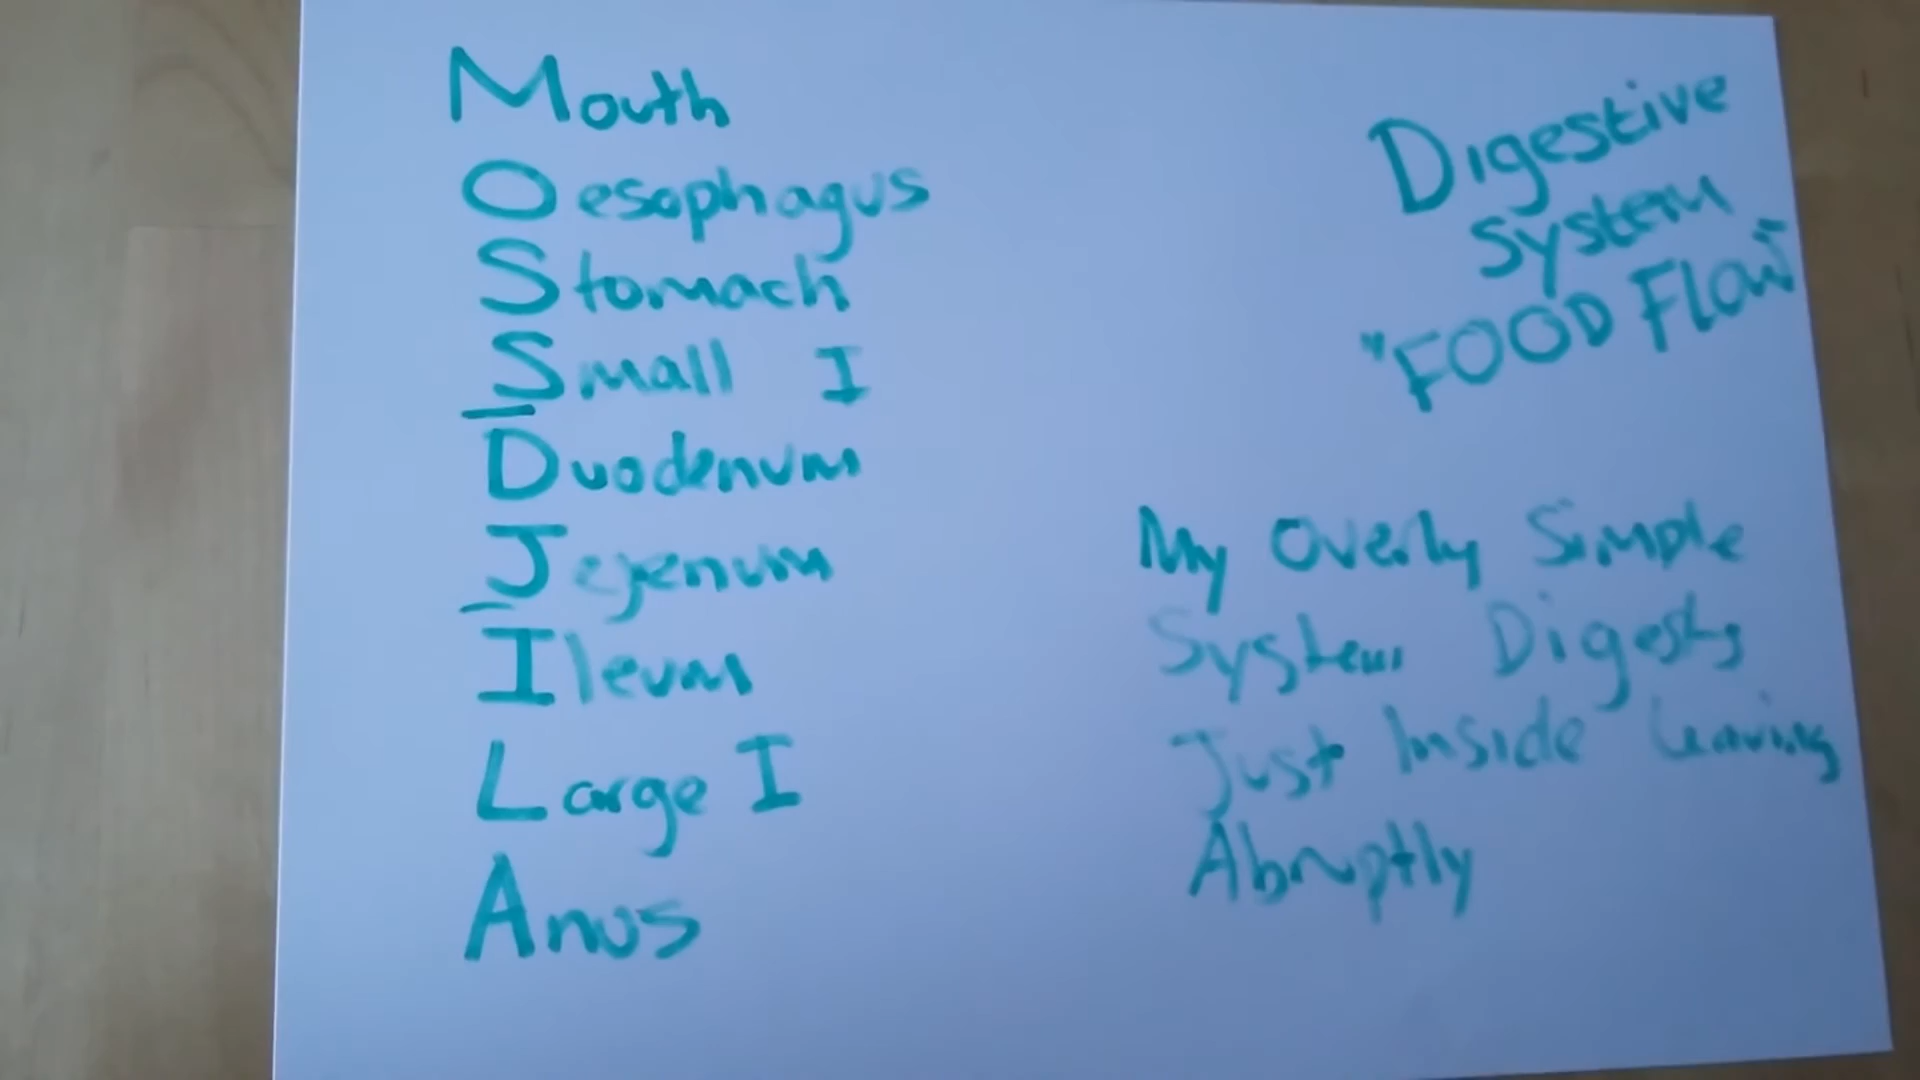 Mouth
Oesophagus
Stomach
Small I
Duodenum
Jejenum
Ileum
Large I
Anus
Digestive
System
"FOOD Flow"
My Overly Simple
System Digests
Just Inside Leaving
Abruptly